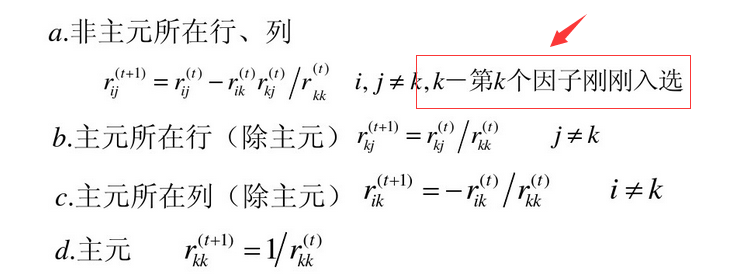 a.非主元所在行、列
r_{ij}^{(t+1)} = r_{ij}^{(t)} − r_{ik}^{(t)} r_{kj}^{(t)} / r_{kk}^{(t)}  i, j ≠ k, k－第k个因子刚刚入选
b.主元所在行（除主元） r_{kj}^{(t+1)} = r_{kj}^{(t)} / r_{kk}^{(t)}  j ≠ k
c.主元所在列（除主元） r_{ik}^{(t+1)} = −r_{ik}^{(t)} / r_{kk}^{(t)}  i ≠ k
d.主元  r_{kk}^{(t+1)} = 1 / r_{kk}^{(t)}